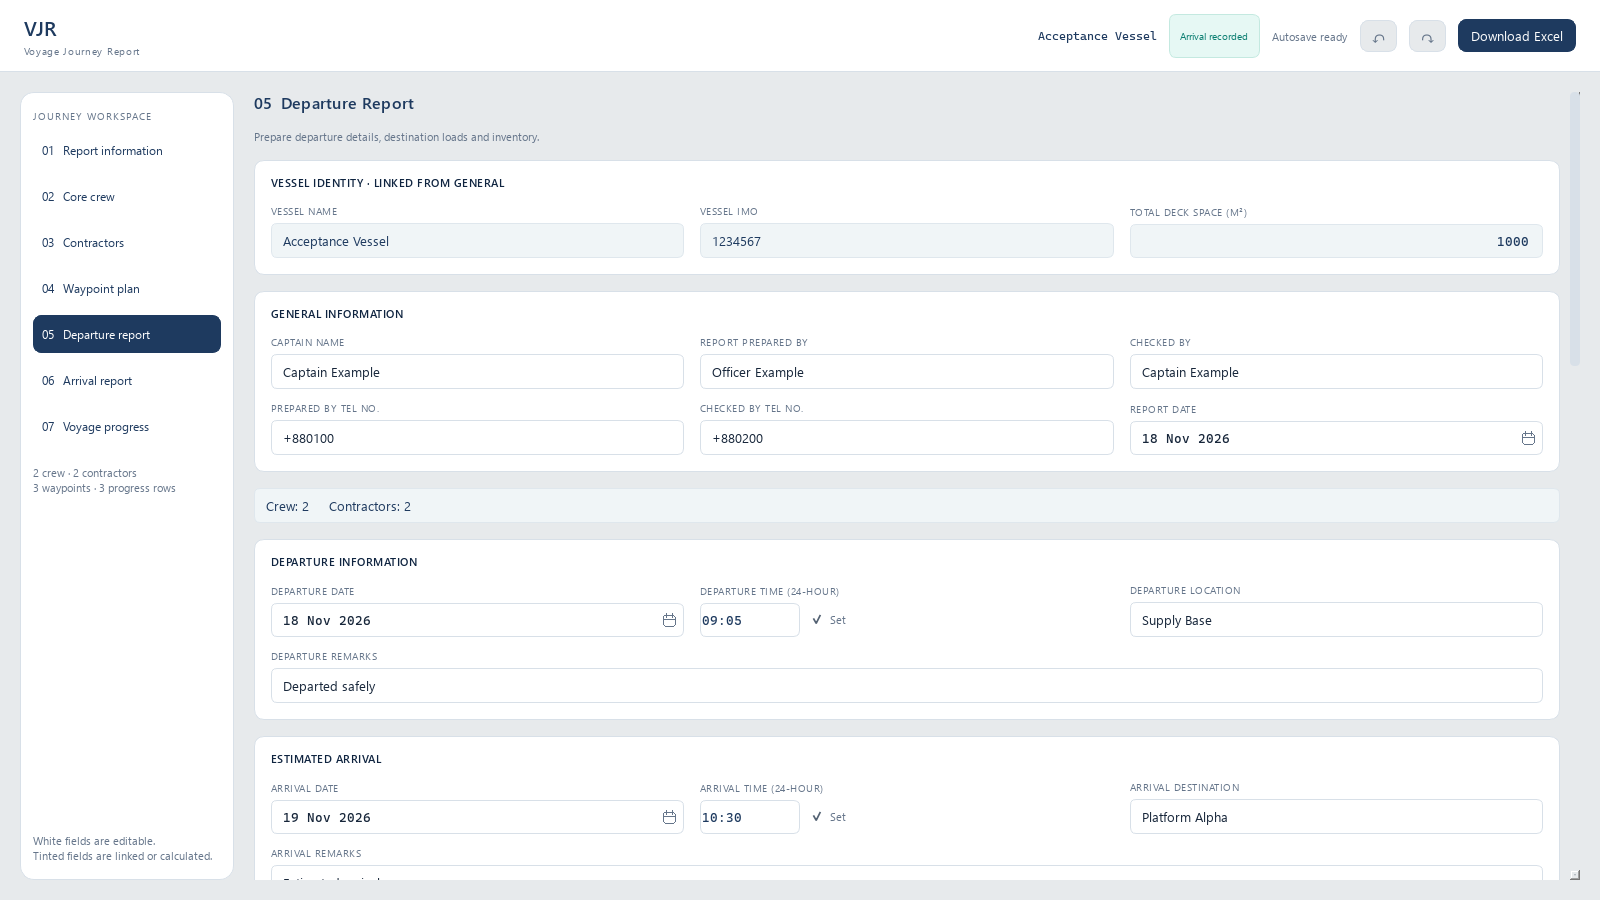 VJR
Voyage Journey Report
Acceptance Vessel
Arrival recorded
Autosave ready
Download Excel
JOURNEY WORKSPACE
01 Report information
02 Core crew
03 Contractors
04 Waypoint plan
05 Departure report
06 Arrival report
07 Voyage progress
2 crew · 2 contractors
3 waypoints · 3 progress rows
White fields are editable.
Tinted fields are linked or calculated.
05 Departure Report
Prepare departure details, destination loads and inventory.
VESSEL IDENTITY · LINKED FROM GENERAL
VESSEL NAME
Acceptance Vessel
VESSEL IMO
1234567
TOTAL DECK SPACE (M²)
1000
GENERAL INFORMATION
CAPTAIN NAME
Captain Example
REPORT PREPARED BY
Officer Example
CHECKED BY
Captain Example
PREPARED BY TEL NO.
+880100
CHECKED BY TEL NO.
+880200
REPORT DATE
18 Nov 2026
Crew: 2 Contractors: 2
DEPARTURE INFORMATION
DEPARTURE DATE
18 Nov 2026
DEPARTURE TIME (24-HOUR)
09:05
✓ Set
DEPARTURE LOCATION
Supply Base
DEPARTURE REMARKS
Departed safely
ESTIMATED ARRIVAL
ARRIVAL DATE
19 Nov 2026
ARRIVAL TIME (24-HOUR)
10:30
✓ Set
ARRIVAL DESTINATION
Platform Alpha
ARRIVAL REMARKS